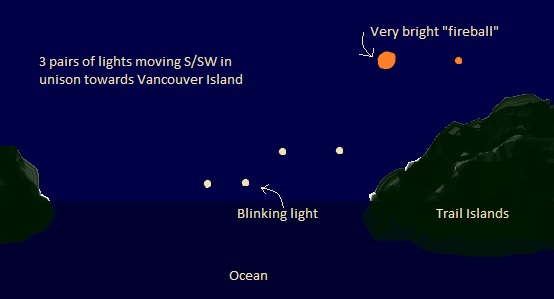 Very bright "fireball"
3 pairs of lights moving S/SW in
unison towards Vancouver Island
Blinking light
Trail Islands
Ocean